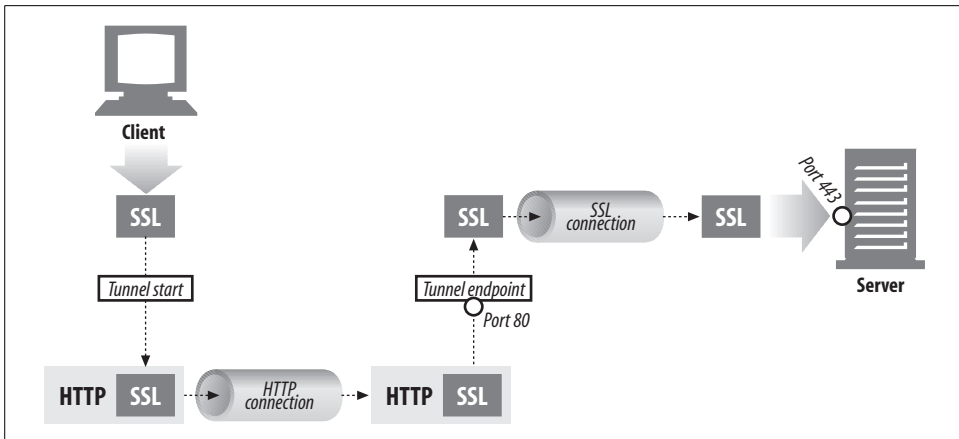 Client
SSL
Tunnel start
HTTP SSL
HTTP
connection
HTTP SSL
Port 80
Tunnel endpoint
SSL
SSL
connection
SSL
Port 443
Server